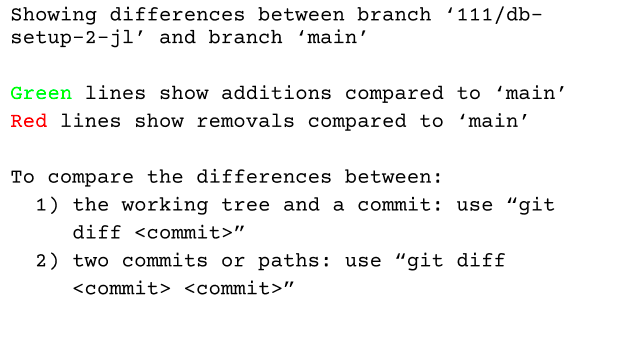 Showing differences between branch ‘111/db-
setup-2-jl’ and branch ‘main’
Green lines show additions compared to ‘main’
Red lines show removals compared to ‘main’
To compare the differences between:
1) the working tree and a commit: use “git
diff <commit>”
2) two commits or paths: use “git diff
<commit> <commit>”